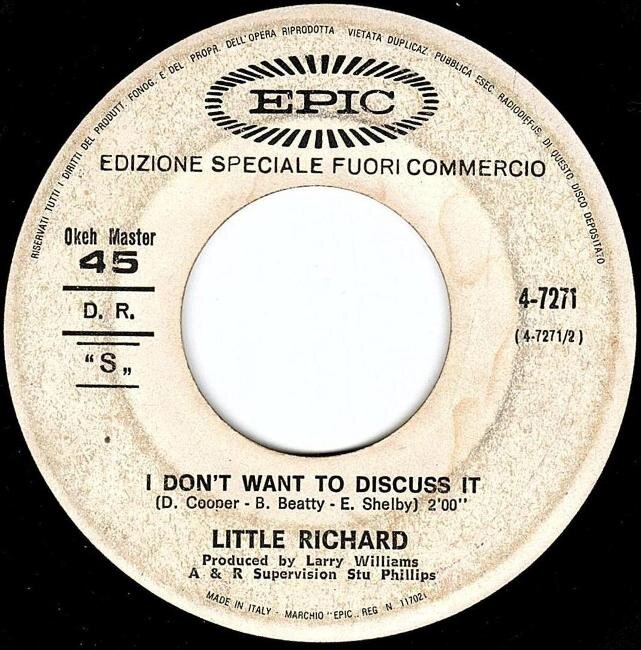 RISERVATI TUTTI I DIRITTI DEL PRODUTT. FONOG. E DEL PROPR. DELL'OPERA RIPRODOTTA VIETATA DUPLICAZ. PUBBLICA ESEC. RADIODIFFUS. DI QUESTO DISCO DEPOSITATO
EPIC
EDIZIONE SPECIALE FUORI COMMERCIO
Okeh Master
45
D. R.
"S„
4-7271
(4-7271/2)
I DON'T WANT TO DISCUSS IT
(D. Cooper - B. Beatty - E. Shelby) 2'00"
LITTLE RICHARD
Produced by Larry Williams
A & R Supervision Stu Phillips
MADE IN ITALY - MARCHIO "EPIC„ REG N. 117021